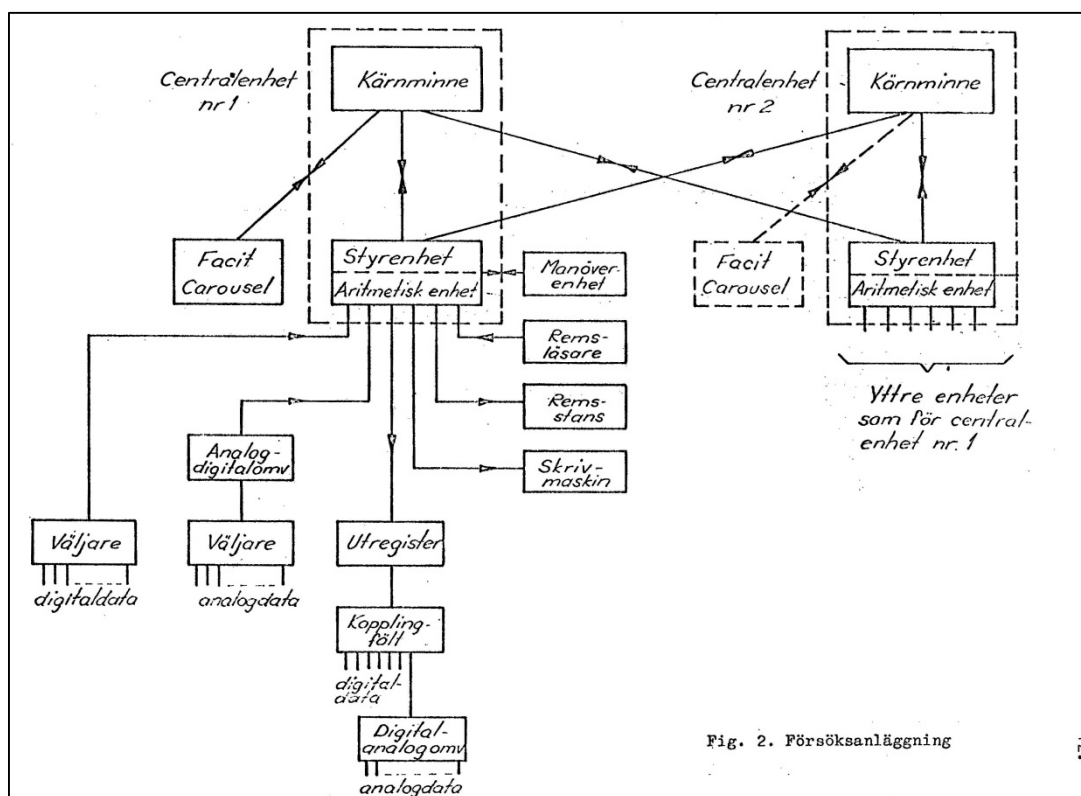 Centralenhet
nr 1
Kärnminne
Centralenhet
nr 2
Kärnminne
Facit
Carousel
Styrenhet
Aritmetisk enhet
Manöver-
enhet
Facit
Carousel
Styrenhet
Aritmetisk enhet
Rems-
läsare
Rems-
stans
Skriv-
maskin
Yttre enheter
som för central-
enhet nr. 1
Analog-
digitalomv
Väljare
digitaldata
Väljare
analogdata
Utregister
Koppling-
fält
digital-
data
Digital-
analogomv
analogdata
Fig. 2. Försöksanläggning